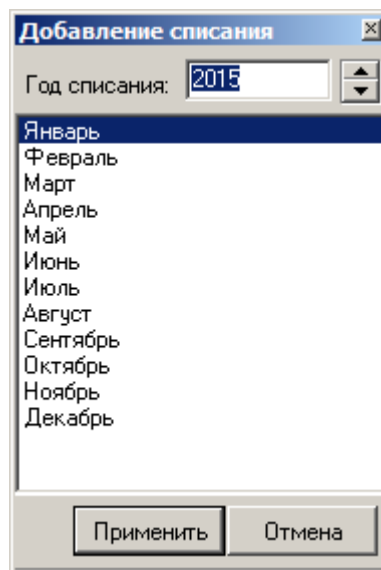 Добавление списания
Год списания: 2015
Январь
Февраль
Март
Апрель
Май
Июнь
Июль
Август
Сентябрь
Октябрь
Ноябрь
Декабрь
Применить Отмена